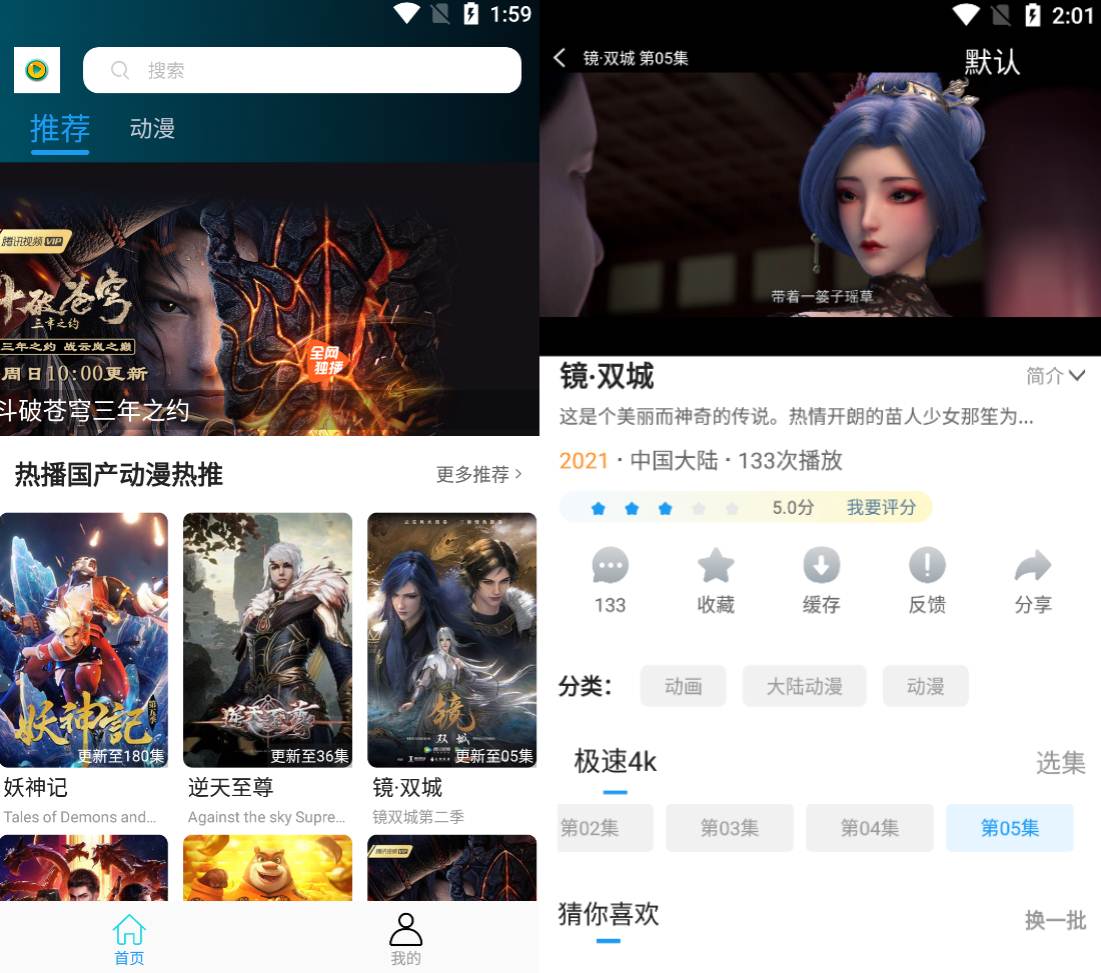 1:59
搜索
推荐
动漫
腾讯视频VIP
斗破苍穹
三年之约
三年之约 战云岚之巅
周日10:00更新
全网
独播
斗破苍穹三年之约
热播国产动漫热推
更多推荐
妖神記
第五季
更新至180集
逆天至尊
更新至36集
镜
双城
更新至05集
妖神记
逆天至尊
镜·双城
Tales of Demons and...
Against the sky Supre...
镜双城第二季
首页
我的
2:01
镜·双城 第05集
默认
带着一篓子瑶草
镜·双城
简介
这是个美丽而神奇的传说。热情开朗的苗人少女那笙为...
2021 · 中国大陆 · 133次播放
5.0分
我要评分
133
收藏
缓存
反馈
分享
分类：
动画
大陆动漫
动漫
极速4k
选集
第02集
第03集
第04集
第05集
猜你喜欢
换一批